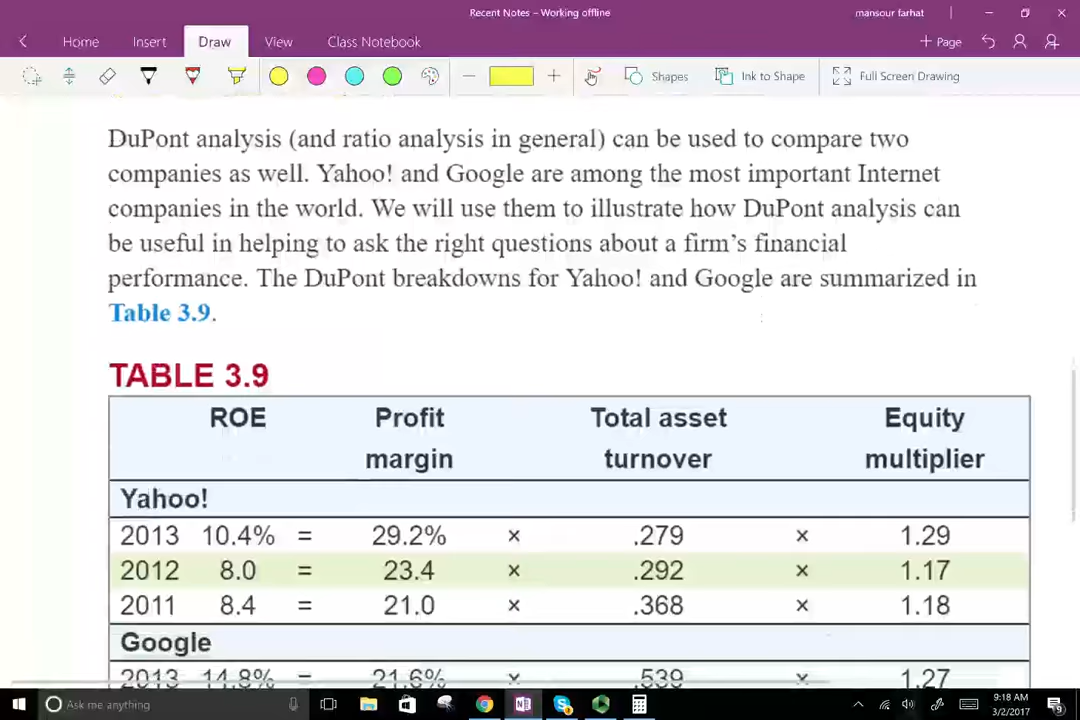 Recent Notes – Working offline
mansour farhat
Home Insert Draw View Class Notebook
Page
Shapes Ink to Shape Full Screen Drawing
DuPont analysis (and ratio analysis in general) can be used to compare two
companies as well. Yahoo! and Google are among the most important Internet
companies in the world. We will use them to illustrate how DuPont analysis can
be useful in helping to ask the right questions about a firm’s financial
performance. The DuPont breakdowns for Yahoo! and Google are summarized in
Table 3.9.
TABLE 3.9
ROE Profit margin Total asset turnover Equity multiplier
Yahoo!
2013 10.4% = 29.2% × .279 × 1.29
2012 8.0 = 23.4 × .292 × 1.17
2011 8.4 = 21.0 × .368 × 1.18
Google
2013 14.8% = 21.6% × .539 × 1.27
Ask me anything
9:18 AM
3/2/2017